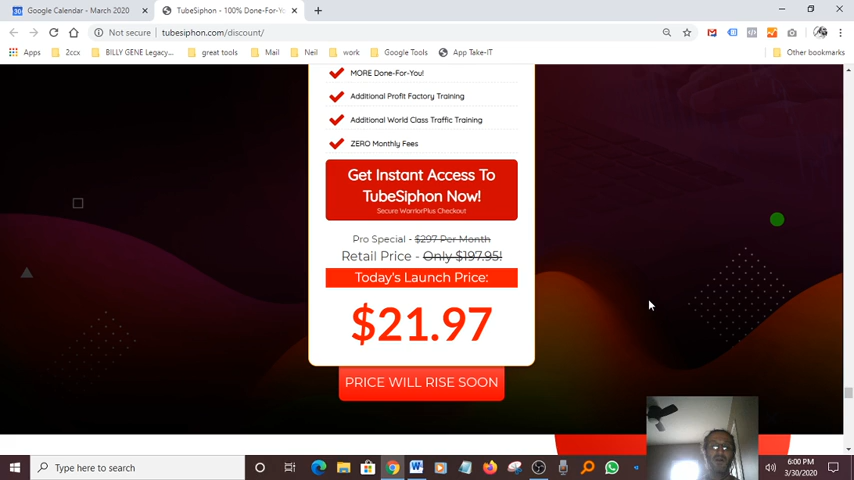 Google Calendar - March 2020
TubeSiphon - 100% Done-For-Yo
Not secure
tubesiphon.com/discount/
Apps
2ccx
BILLY GENE Legacy...
great tools
Mail
Neil
work
Google Tools
App Take-IT
Other bookmarks
MORE Done-For-You!
Additional Profit Factory Training
Additional World Class Traffic Training
ZERO Monthly Fees
Get Instant Access To
TubeSiphon Now!
Secure WarriorPlus Checkout
Pro Special - $297 Per Month
Retail Price - Only $197.95!
Today's Launch Price:
$21.97
PRICE WILL RISE SOON
Type here to search
6:00 PM
3/30/2020